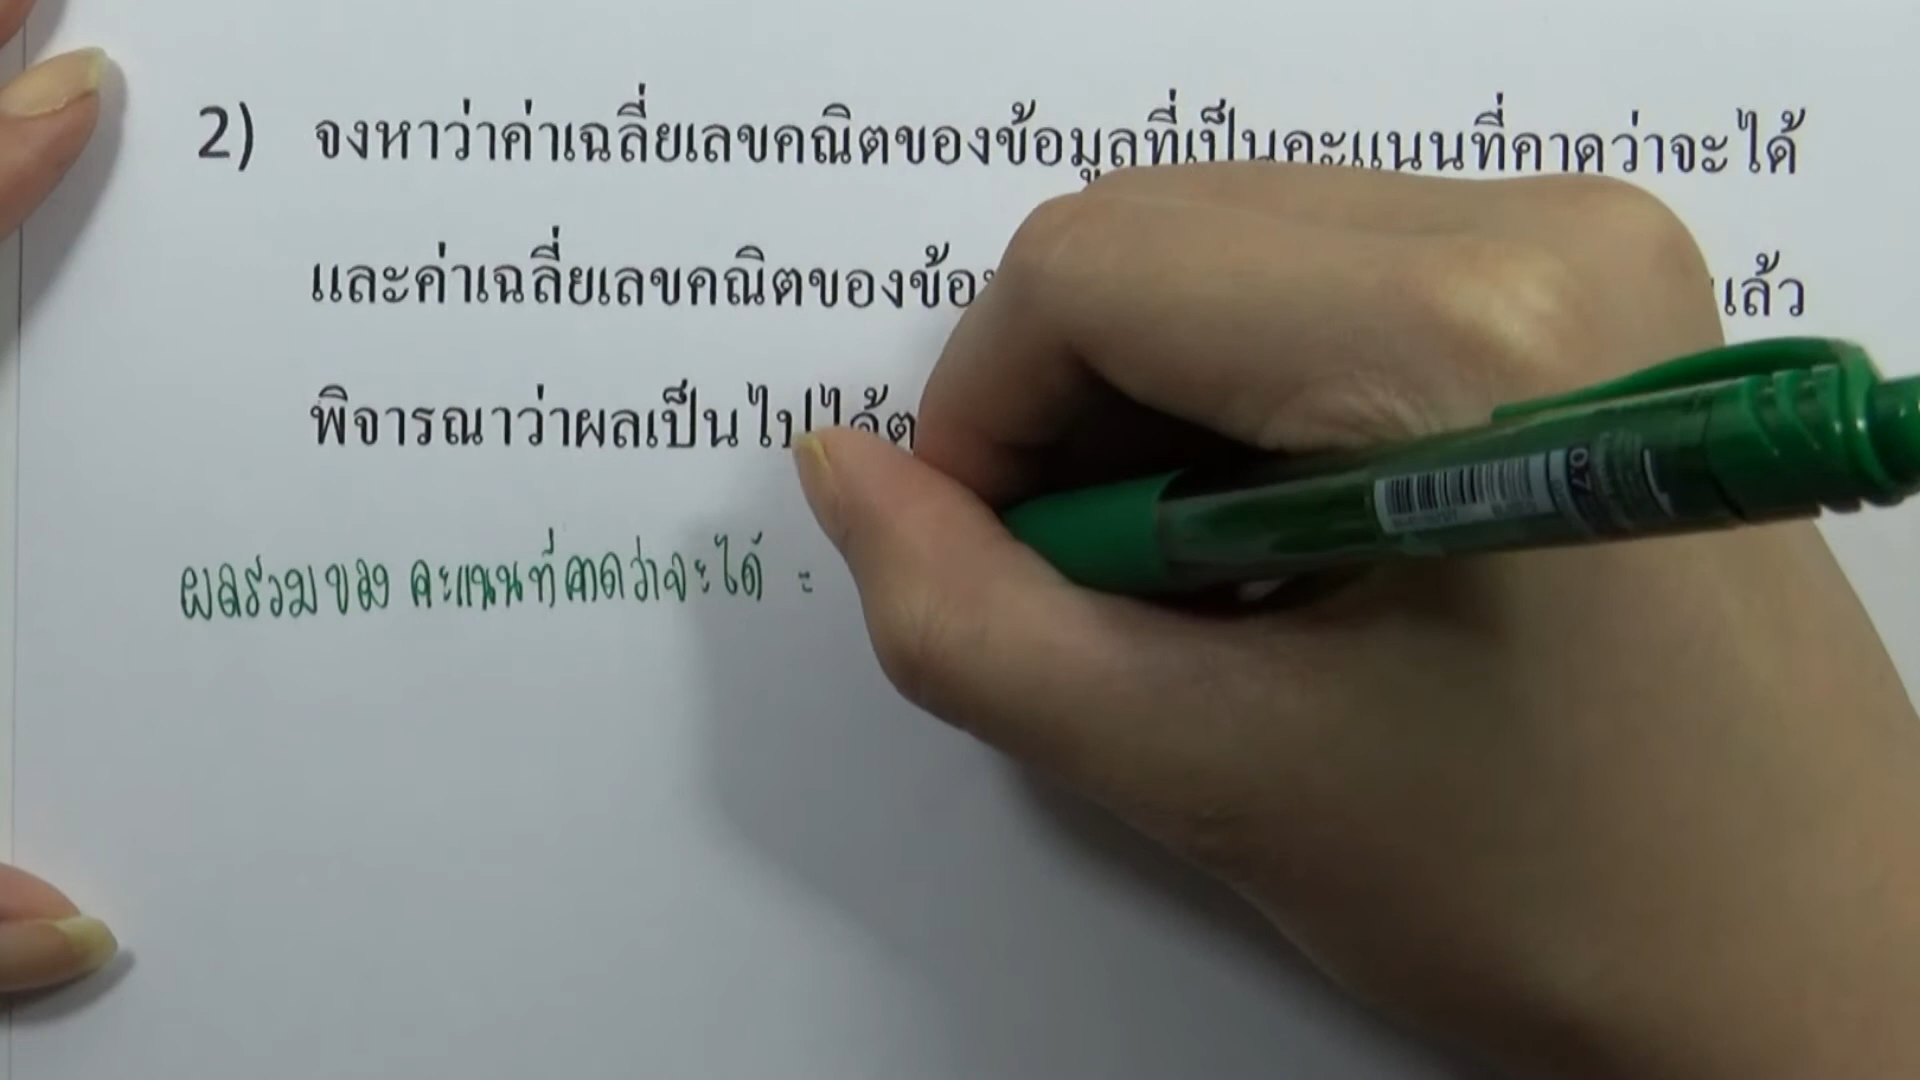 2) จงหาว่าค่าเฉลี่ยเลขคณิตของข้อมูลที่เป็นคะแนนที่คาดว่าจะได้
และค่าเฉลี่ยเลขคณิตของ แล้ว
พิจารณาว่าผลเป็นไปได้
ผลรวมของ คะแนนที่คาดว่าจะได้ =
0.7